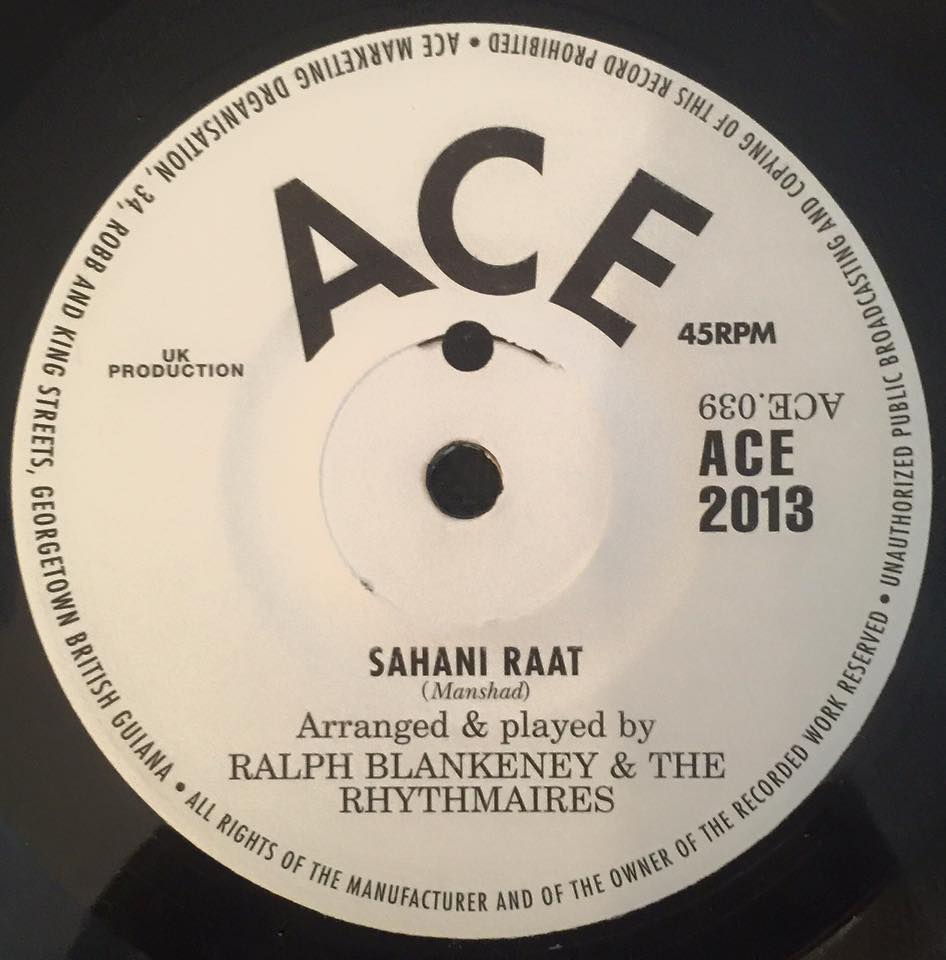 ACE
45RPM
UK
PRODUCTION
ACE.039
ACE
2013
SAHANI RAAT
(Manshad)
Arranged & played by
RALPH BLANKENEY & THE
RHYTHMAIRES
ACE MARKETING ORGANISATION, 34, ROBB AND KING STREETS, GEORGETOWN BRITISH GUIANA • ALL RIGHTS OF THE MANUFACTURER AND OF THE OWNER OF THE RECORDED WORK RESERVED • UNAUTHORIZED PUBLIC BROADCASTING AND COPYING OF THIS RECORD PROHIBITED •